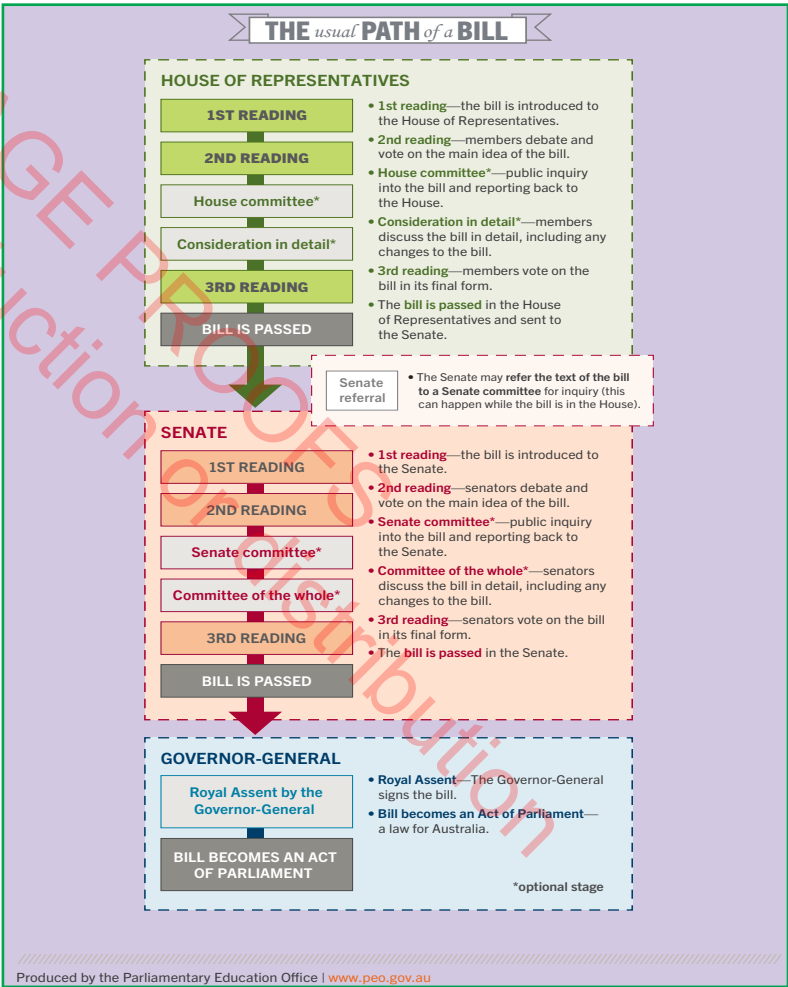 THE usual PATH of a BILL
HOUSE OF REPRESENTATIVES
1ST READING
2ND READING
House committee*
Consideration in detail*
3RD READING
BILL IS PASSED
• 1st reading—the bill is introduced to
the House of Representatives.
• 2nd reading—members debate and
vote on the main idea of the bill.
• House committee*—public inquiry
into the bill and reporting back to
the House.
• Consideration in detail*—members
discuss the bill in detail, including any
changes to the bill.
• 3rd reading—members vote on the
bill in its final form.
• The bill is passed in the House
of Representatives and sent to
the Senate.
Senate
referral
• The Senate may refer the text of the bill
to a Senate committee for inquiry (this
can happen while the bill is in the House).
SENATE
1ST READING
2ND READING
Senate committee*
Committee of the whole*
3RD READING
BILL IS PASSED
• 1st reading—the bill is introduced to
the Senate.
• 2nd reading—senators debate and
vote on the main idea of the bill.
• Senate committee*—public inquiry
into the bill and reporting back to
the Senate.
• Committee of the whole*—senators
discuss the bill in detail, including any
changes to the bill.
• 3rd reading—senators vote on the bill
in its final form.
• The bill is passed in the Senate.
GOVERNOR-GENERAL
Royal Assent by the
Governor-General
BILL BECOMES AN ACT
OF PARLIAMENT
• Royal Assent—The Governor-General
signs the bill.
• Bill becomes an Act of Parliament—
a law for Australia.
*optional stage
Produced by the Parliamentary Education Office | www.peo.gov.au
PROOFS
or distribution